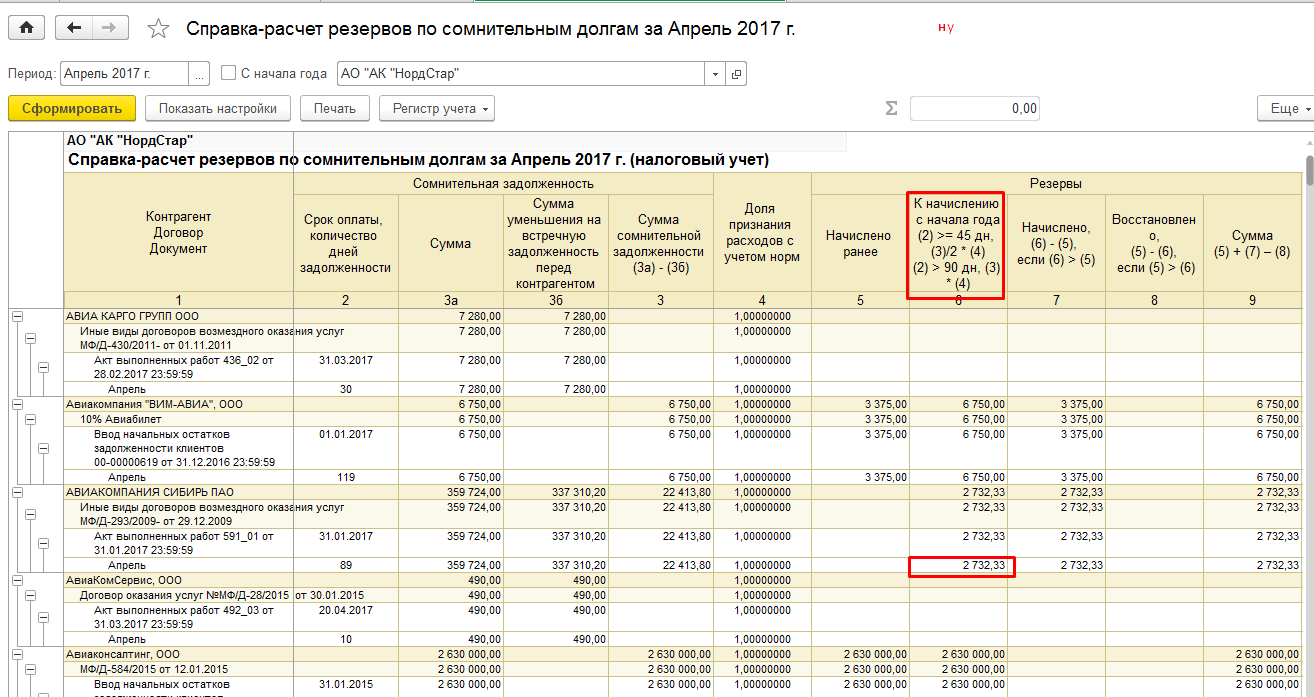 Справка-расчет резервов по сомнительным долгам за Апрель 2017 г.
ну
Период: Апрель 2017 г. ... С начала года АО "АК "НордСтар"
Сформировать Показать настройки Печать Регистр учета Σ 0,00 Еще
АО "АК "НордСтар"
Справка-расчет резервов по сомнительным долгам за Апрель 2017 г. (налоговый учет)
Контрагент
Договор
Документ
Сомнительная задолженность
Срок оплаты,
количество
дней
задолженности
Сумма
Сумма
уменьшения на
встречную
задолженность
перед
контрагентом
Сумма
сомнительной
задолженности
(3а) - (3б)
Доля
признания
расходов с
учетом норм
Резервы
Начислено
ранее
К начислению
с начала года
(2) >= 45 дн,
(3)/2 * (4)
(2) > 90 дн, (3)
* (4)
Начислено,
(6) - (5),
если (6) > (5)
Восстановлен
о,
(5) - (6),
если (5) > (6)
Сумма
(5) + (7) – (8)
1 2 3а 3б 3 4 5 6 7 8 9
АВИА КАРГО ГРУПП ООО 7 280,00 7 280,00 1,00000000
Иные виды договоров возмездного оказания услуг 7 280,00 7 280,00 1,00000000
МФ/Д-430/2011- от 01.11.2011
Акт выполненных работ 436_02 от 31.03.2017 7 280,00 7 280,00 1,00000000
28.02.2017 23:59:59
Апрель 30 7 280,00 7 280,00 1,00000000
Авиакомпания "ВИМ-АВИА", ООО 6 750,00 6 750,00 1,00000000 3 375,00 6 750,00 3 375,00 6 750,00
10% Авиабилет 6 750,00 6 750,00 1,00000000 3 375,00 6 750,00 3 375,00 6 750,00
Ввод начальных остатков 01.01.2017 6 750,00 6 750,00 1,00000000 3 375,00 6 750,00 3 375,00 6 750,00
задолженности клиентов
00-00000619 от 31.12.2016 23:59:59
Апрель 119 6 750,00 6 750,00 1,00000000 3 375,00 6 750,00 3 375,00 6 750,00
АВИАКОМПАНИЯ СИБИРЬ ПАО 359 724,00 337 310,20 22 413,80 1,00000000 2 732,33 2 732,33 2 732,33
Иные виды договоров возмездного оказания услуг 359 724,00 337 310,20 22 413,80 1,00000000 2 732,33 2 732,33 2 732,33
МФ/Д-293/2009- от 29.12.2009
Акт выполненных работ 591_01 от 31.01.2017 359 724,00 337 310,20 22 413,80 1,00000000 2 732,33 2 732,33 2 732,33
31.01.2017 23:59:59
Апрель 89 359 724,00 337 310,20 22 413,80 1,00000000 2 732,33 2 732,33 2 732,33
АвиаКомСервис, ООО 490,00 490,00 1,00000000
Договор оказания услуг №МФ/Д-28/2015 от 30.01.2015 490,00 490,00 1,00000000
Акт выполненных работ 492_03 от 20.04.2017 490,00 490,00 1,00000000
31.03.2017 23:59:59
Апрель 10 490,00 490,00 1,00000000
Авиаконсалтинг, ООО 2 630 000,00 2 630 000,00 1,00000000 2 630 000,00 2 630 000,00 2 630 000,00
МФ/Д-584/2015 от 12.01.2015 2 630 000,00 2 630 000,00 1,00000000 2 630 000,00 2 630 000,00 2 630 000,00
Ввод начальных остатков 31.01.2015 2 630 000,00 2 630 000,00 1,00000000 2 630 000,00 2 630 000,00 2 630 000,00